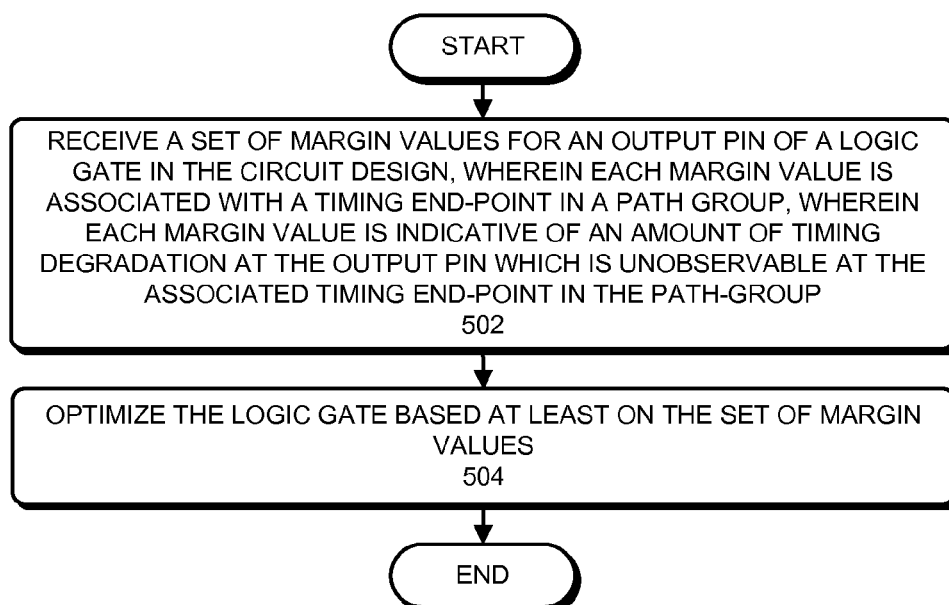 START
RECEIVE A SET OF MARGIN VALUES FOR AN OUTPUT PIN OF A LOGIC
GATE IN THE CIRCUIT DESIGN, WHEREIN EACH MARGIN VALUE IS
ASSOCIATED WITH A TIMING END-POINT IN A PATH GROUP, WHEREIN
EACH MARGIN VALUE IS INDICATIVE OF AN AMOUNT OF TIMING
DEGRADATION AT THE OUTPUT PIN WHICH IS UNOBSERVABLE AT THE
ASSOCIATED TIMING END-POINT IN THE PATH-GROUP
502
OPTIMIZE THE LOGIC GATE BASED AT LEAST ON THE SET OF MARGIN
VALUES
504
END